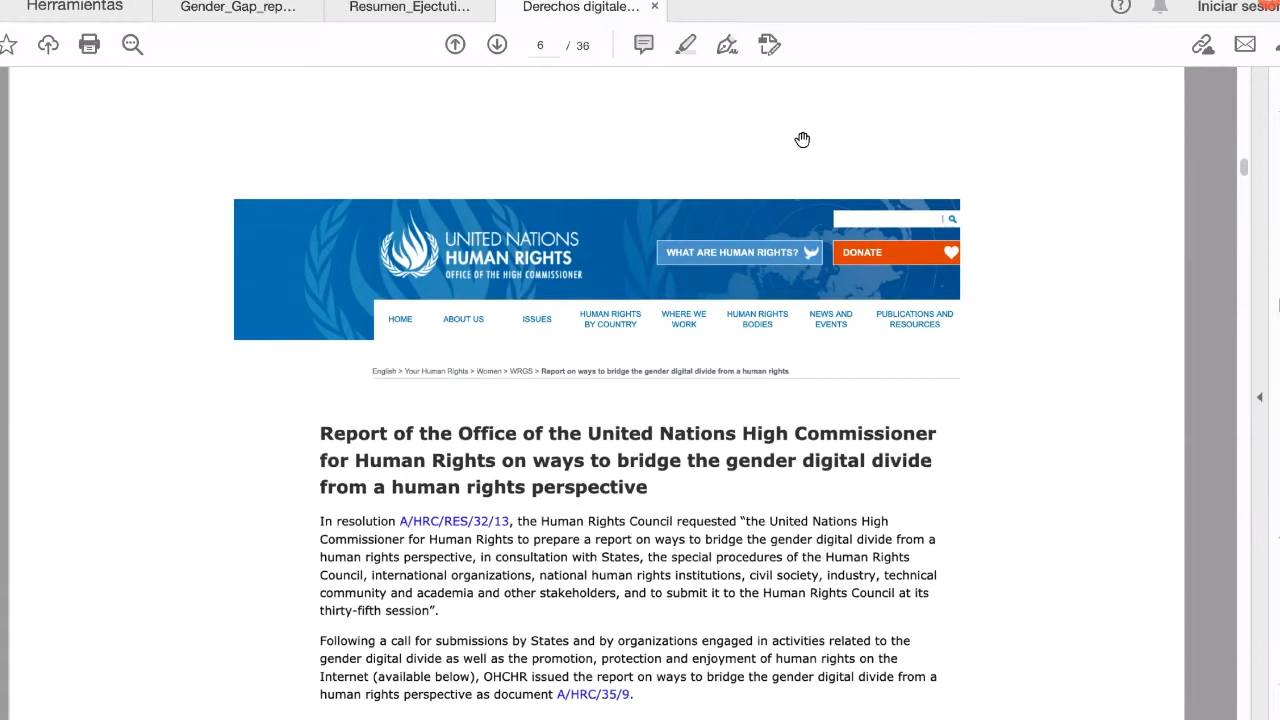 Herramientas
Gender_Gap_rep...
Resumen_Ejectuti...
Derechos digitale...
×
Iniciar sesió
6 / 36
UNITED NATIONS
HUMAN RIGHTS
OFFICE OF THE HIGH COMMISSIONER
WHAT ARE HUMAN RIGHTS?
DONATE
HOME
ABOUT US
ISSUES
HUMAN RIGHTS
BY COUNTRY
WHERE WE
WORK
HUMAN RIGHTS
BODIES
NEWS AND
EVENTS
PUBLICATIONS AND
RESOURCES
English > Your Human Rights > Women > WRGS > Report on ways to bridge the gender digital divide from a human rights
Report of the Office of the United Nations High Commissioner
for Human Rights on ways to bridge the gender digital divide
from a human rights perspective
In resolution A/HRC/RES/32/13, the Human Rights Council requested “the United Nations High
Commissioner for Human Rights to prepare a report on ways to bridge the gender digital divide from a
human rights perspective, in consultation with States, the special procedures of the Human Rights
Council, international organizations, national human rights institutions, civil society, industry, technical
community and academia and other stakeholders, and to submit it to the Human Rights Council at its
thirty-fifth session”.
Following a call for submissions by States and by organizations engaged in activities related to the
gender digital divide as well as the promotion, protection and enjoyment of human rights on the
Internet (available below), OHCHR issued the report on ways to bridge the gender digital divide from a
human rights perspective as document A/HRC/35/9.